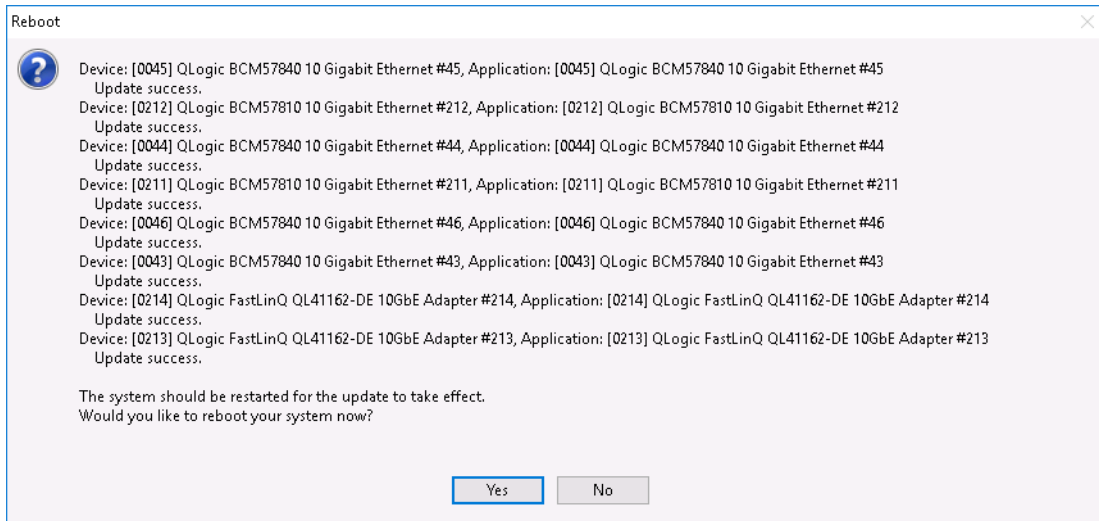 Reboot
Device: [0045] QLogic BCM57840 10 Gigabit Ethernet #45, Application: [0045] QLogic BCM57840 10 Gigabit Ethernet #45
Update success.
Device: [0212] QLogic BCM57810 10 Gigabit Ethernet #212, Application: [0212] QLogic BCM57810 10 Gigabit Ethernet #212
Update success.
Device: [0044] QLogic BCM57840 10 Gigabit Ethernet #44, Application: [0044] QLogic BCM57840 10 Gigabit Ethernet #44
Update success.
Device: [0211] QLogic BCM57810 10 Gigabit Ethernet #211, Application: [0211] QLogic BCM57810 10 Gigabit Ethernet #211
Update success.
Device: [0046] QLogic BCM57840 10 Gigabit Ethernet #46, Application: [0046] QLogic BCM57840 10 Gigabit Ethernet #46
Update success.
Device: [0043] QLogic BCM57840 10 Gigabit Ethernet #43, Application: [0043] QLogic BCM57840 10 Gigabit Ethernet #43
Update success.
Device: [0214] QLogic FastLinQ QL41162-DE 10GbE Adapter #214, Application: [0214] QLogic FastLinQ QL41162-DE 10GbE Adapter #214
Update success.
Device: [0213] QLogic FastLinQ QL41162-DE 10GbE Adapter #213, Application: [0213] QLogic FastLinQ QL41162-DE 10GbE Adapter #213
Update success.
The system should be restarted for the update to take effect.
Would you like to reboot your system now?
Yes
No